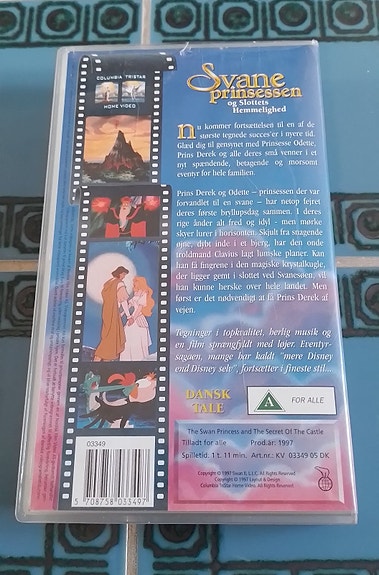 COLUMBIA TRISTAR
HOME VIDEO
Svane
prinsessen
og Slottets
Hemmelighed
Nu kommer fortsættelsen til en af de
største tegnede succes'er i nyere tid.
Glæd dig til gensynet med Prinsesse Odette,
Prins Derek og alle deres små venner i et
nyt spændende, betagende og morsomt
eventyr for hele familien.
Prins Derek og Odette – prinsessen der var
forvandlet til en svane – har netop fejret
deres første bryllupsdag sammen. I deres
rige ånder alt fred og idyl - men mørke
skyer lurer i horisonten. Skjult fra snagende
øjne, dybt inde i et bjerg, har den onde
troldmand Clavius lagt lumske planer. Kan
han få fingrene i den magiske krystalkugle,
der ligger gemt i slottet ved Svanesøen, vil
han kunne herske over hele landet. Men
først er det nødvendigt at få Prins Derek af
vejen.
Tegninger i topkvalitet, herlig musik og
en film sprængfyldt med løjer. Eventyr-
sagaen, mange har kaldt "mere Disney
end Disney selv", fortsætter i fineste stil...
DANSK
TALE
A
FOR ALLE
The Swan Princess and The Secret Of The Castle
Tilladt for alle Prod.år: 1997
Spilletid: 1 t. 11 min. Art.nr.: KV 03349 05 DK
03349
5 708758 033497